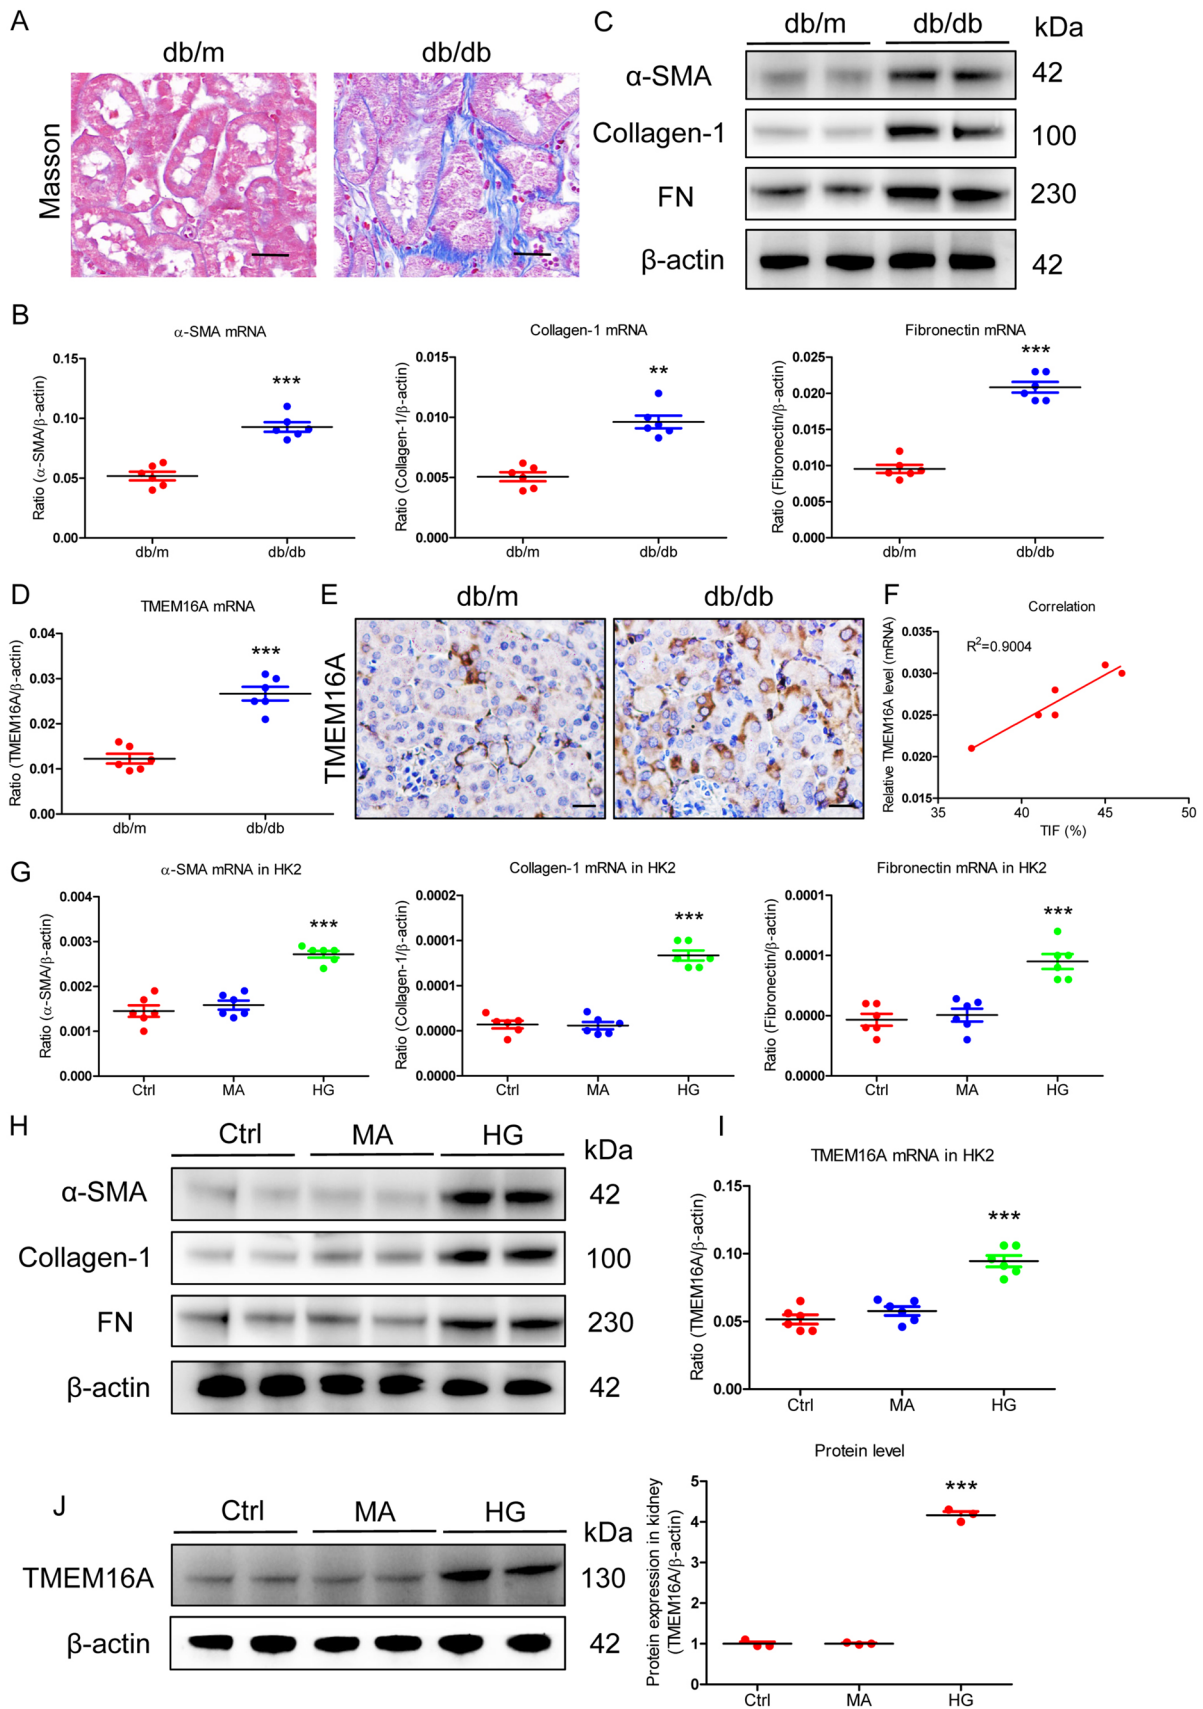 A
db/m
db/db
Masson
C
db/m
db/db
kDa
α-SMA
42
Collagen-1
100
FN
230
β-actin
42
B
α-SMA mRNA
Ratio (α-SMA/β-actin)
0.15
0.10
0.05
0.00
***
db/m
db/db
Collagen-1 mRNA
Ratio (Collagen-1/β-actin)
0.015
0.010
0.005
0.000
**
db/m
db/db
Fibronectin mRNA
Ratio (Fibronectin/β-actin)
0.025
0.020
0.015
0.010
0.005
0.000
***
db/m
db/db
D
TMEM16A mRNA
Ratio (TMEM16A/β-actin)
0.04
0.03
0.02
0.01
0.00
***
db/m
db/db
E
db/m
db/db
TMEM16A
F
Correlation
Relative TMEM16A level (mRNA)
0.035
0.030
0.025
0.020
0.015
R²=0.9004
35
40
45
50
TIF (%)
G
α-SMA mRNA in HK2
Ratio (α-SMA/β-actin)
0.004
0.003
0.002
0.001
0.000
***
Ctrl
MA
HG
Collagen-1 mRNA in HK2
Ratio (Collagen-1/β-actin)
0.0002
0.0001
0.0001
0.0000
0.0000
***
Ctrl
MA
HG
Fibronectin mRNA in HK2
Ratio (Fibronectin/β-actin)
0.0001
0.0001
0.0000
0.0000
***
Ctrl
MA
HG
H
Ctrl
MA
HG
kDa
α-SMA
42
Collagen-1
100
FN
230
β-actin
42
I
TMEM16A mRNA in HK2
Ratio (TMEM16A/β-actin)
0.15
0.10
0.05
0.00
***
Ctrl
MA
HG
J
Ctrl
MA
HG
kDa
TMEM16A
130
β-actin
42
Protein level
Protein expression in kidney
(TMEM16A/β-actin)
5
4
3
2
1
0
***
Ctrl
MA
HG